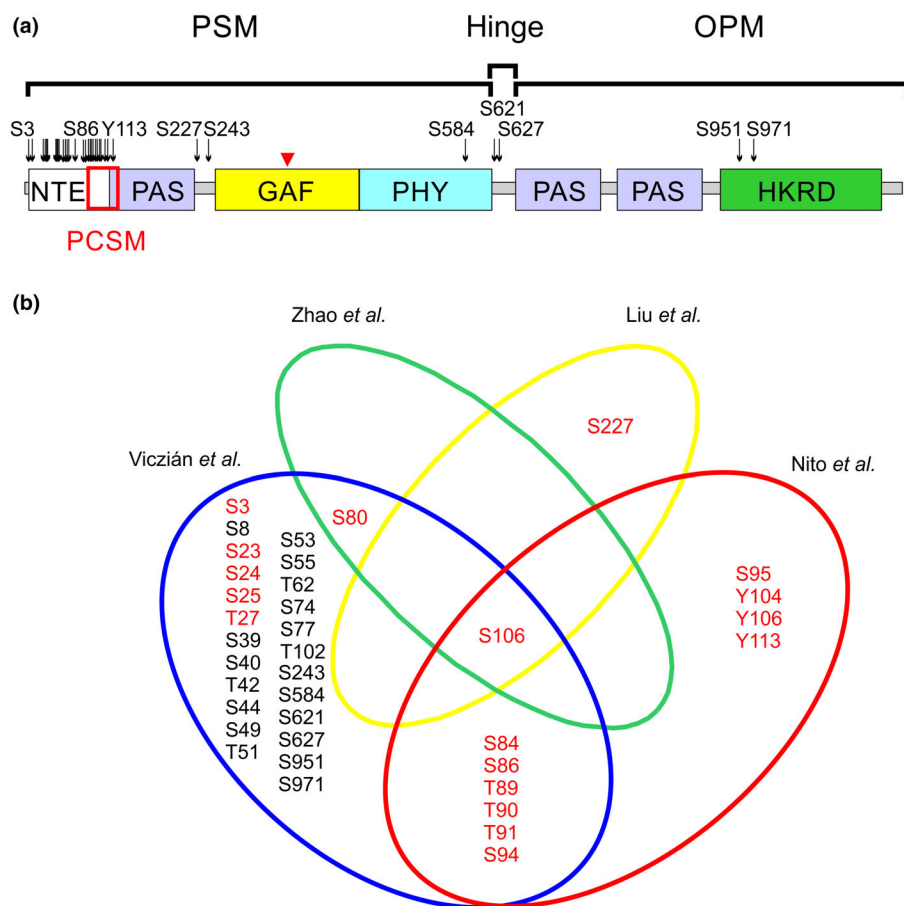 (a)
PSM
Hinge
OPM
S621
S3
S86
Y113
S227
S243
S584
S627
S951
S971
NTE
PAS
GAF
PHY
PAS
PAS
HKRD
PCSM
(b)
Zhao et al.
Liu et al.
Viczián et al.
Nito et al.
S227
S3
S8
S23
S24
S25
T27
S39
S40
T42
S44
S49
T51
S53
S55
T62
S74
S77
T102
S243
S584
S621
S627
S951
S971
S80
S106
S95
Y104
Y106
Y113
S84
S86
T89
T90
T91
S94